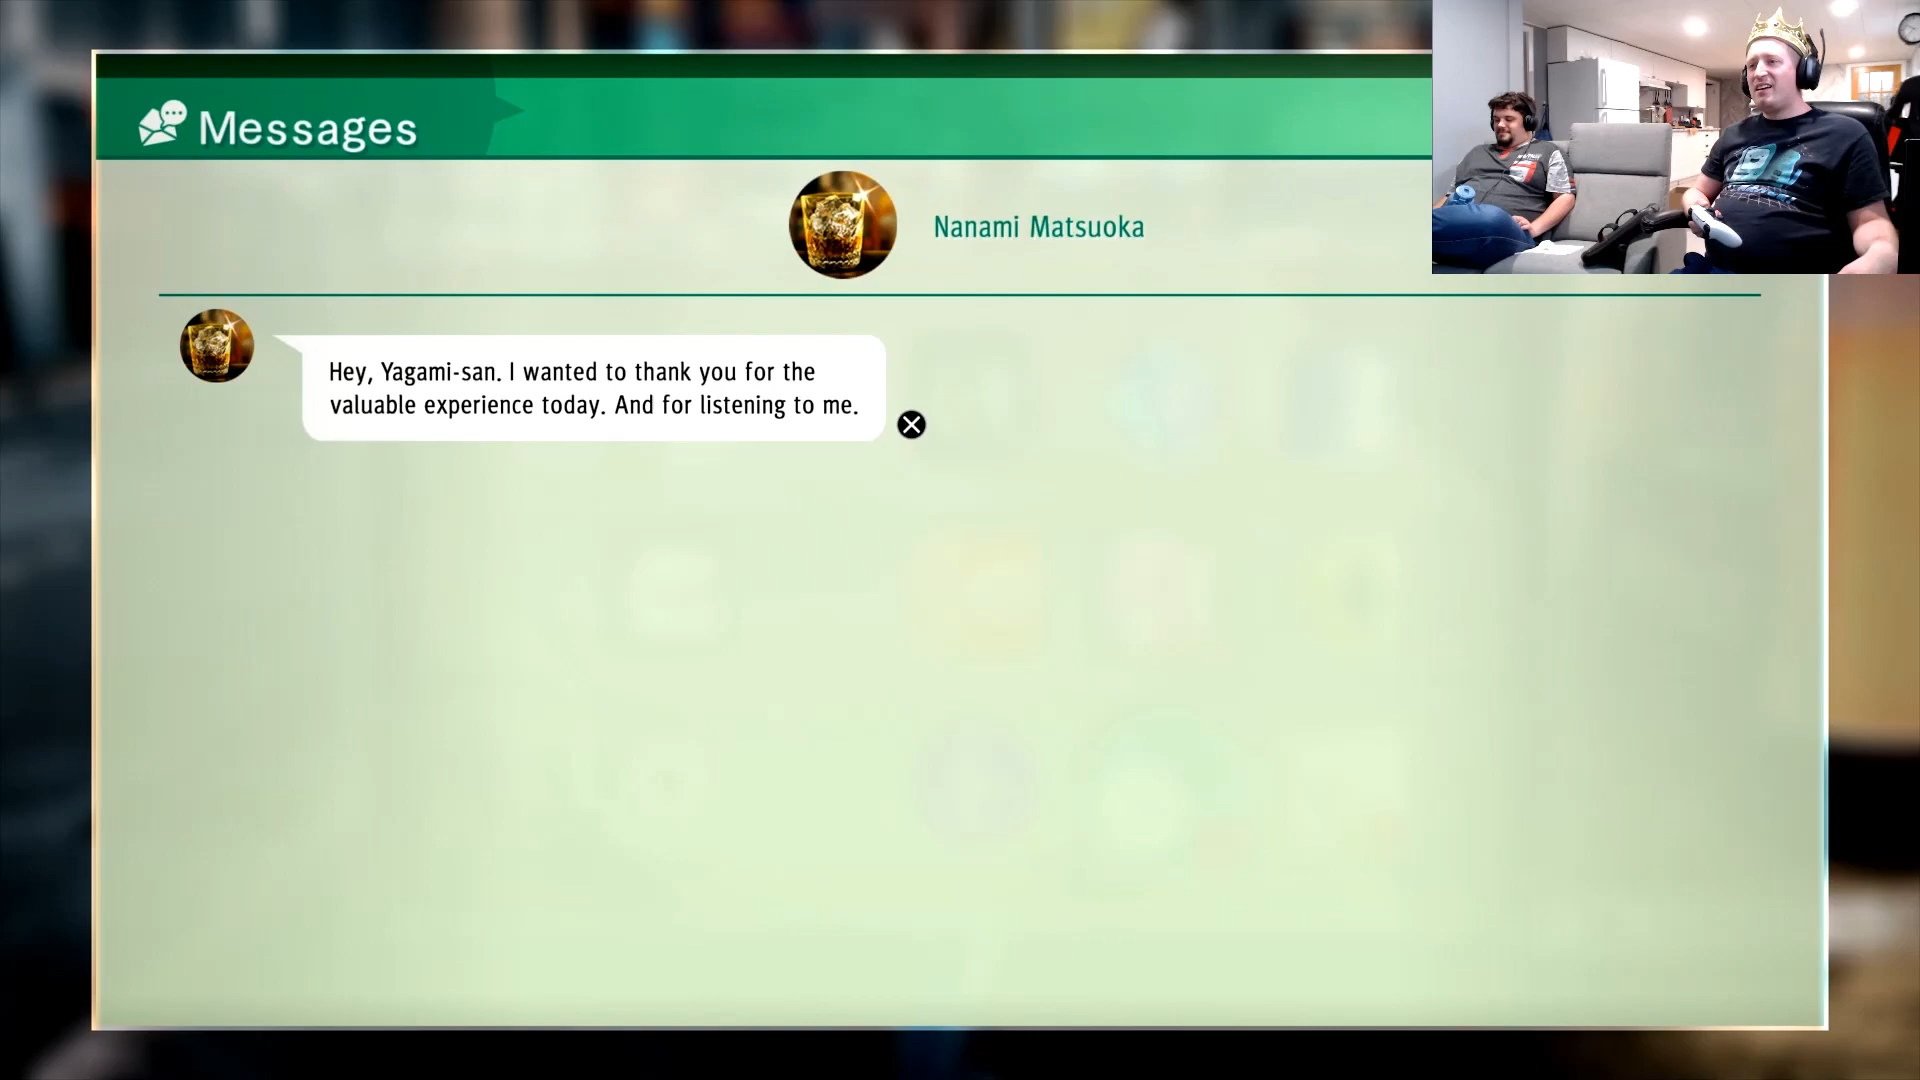 Messages
Nanami Matsuoka
Hey, Yagami-san. I wanted to thank you for the
valuable experience today. And for listening to me.